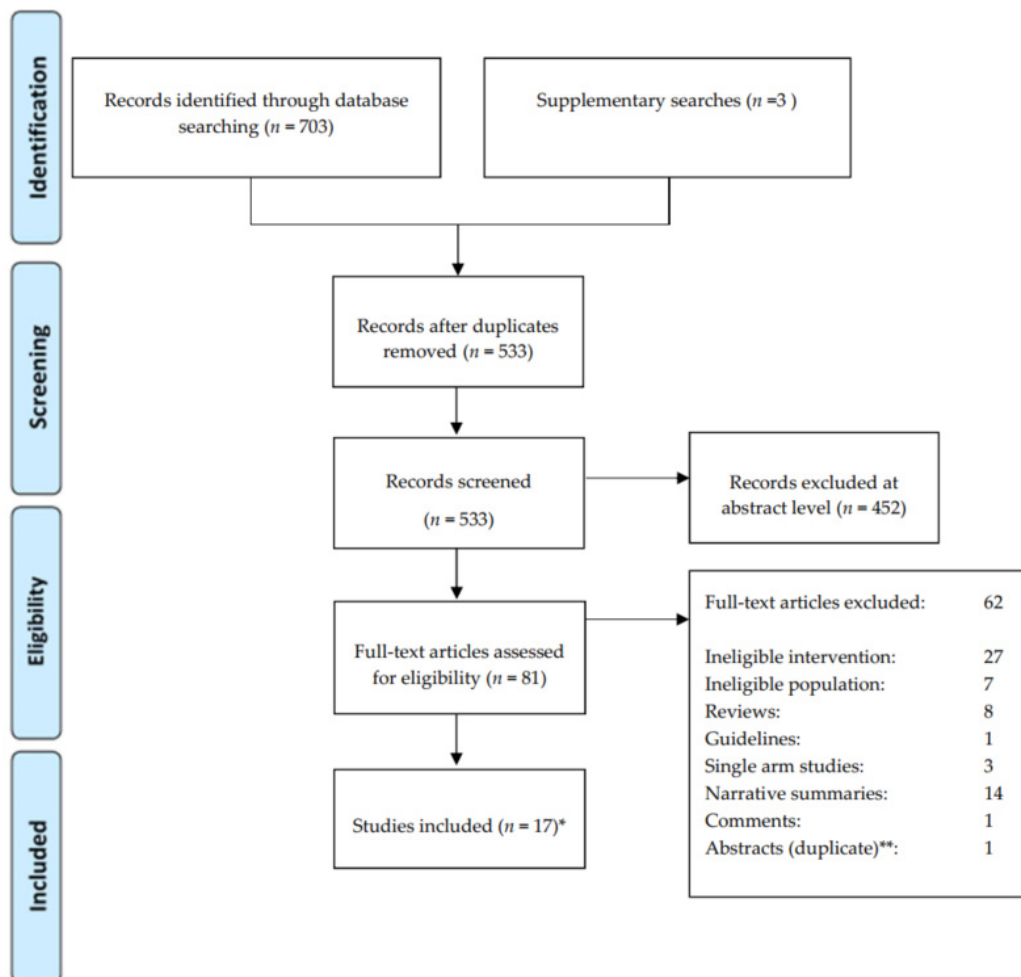 Identification
Records identified through database
searching (n = 703)
Supplementary searches (n =3 )
Screening
Records after duplicates
removed (n = 533)
Records screened
(n = 533)
Records excluded at
abstract level (n = 452)
Eligibility
Full-text articles assessed
for eligibility (n = 81)
Full-text articles excluded: 62
Ineligible intervention: 27
Ineligible population: 7
Reviews: 8
Guidelines: 1
Single arm studies: 3
Narrative summaries: 14
Comments: 1
Abstracts (duplicate)**: 1
Included
Studies included (n = 17)*